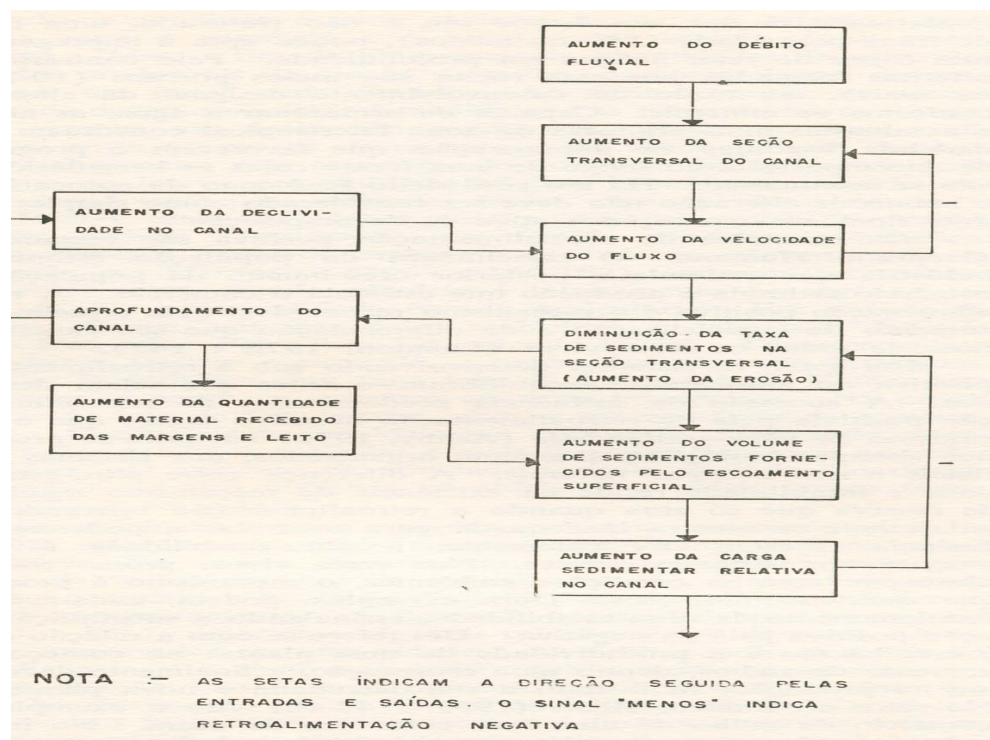 AUMENTO DO DÉBITO
FLUVIAL
AUMENTO DA SEÇÃO
TRANSVERSAL DO CANAL
–
AUMENTO DA DECLIVI-
DADE NO CANAL
AUMENTO DA VELOCIDADE
DO FLUXO
APROFUNDAMENTO DO
CANAL
DIMINUIÇÃO DA TAXA
DE SEDIMENTOS NA
SEÇÃO TRANSVERSAL
(AUMENTO DA EROSÃO)
AUMENTO DA QUANTIDADE
DE MATERIAL RECEBIDO
DAS MARGENS E LEITO
AUMENTO DO VOLUME
DE SEDIMENTOS FORNE-
CIDOS PELO ESCOAMENTO
SUPERFICIAL
–
AUMENTO DA CARGA
SEDIMENTAR RELATIVA
NO CANAL
NOTA :- AS SETAS INDICAM A DIREÇÃO SEGUIDA PELAS
ENTRADAS E SAÍDAS. O SINAL "MENOS" INDICA
RETROALIMENTAÇÃO NEGATIVA